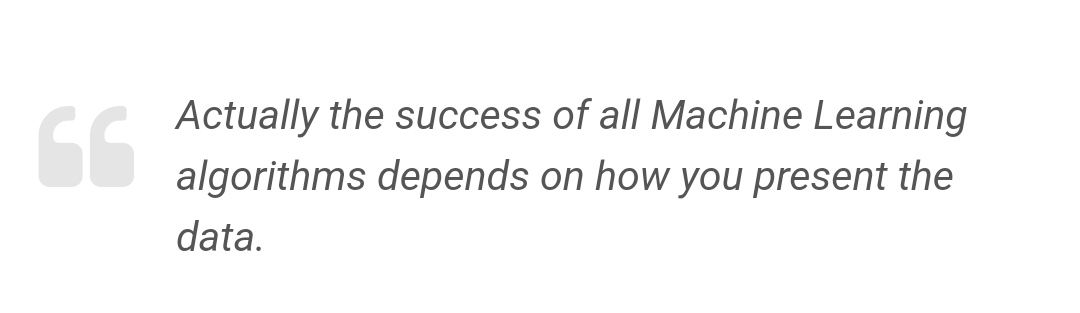 Actually the success of all Machine Learning
algorithms depends on how you present the
data.